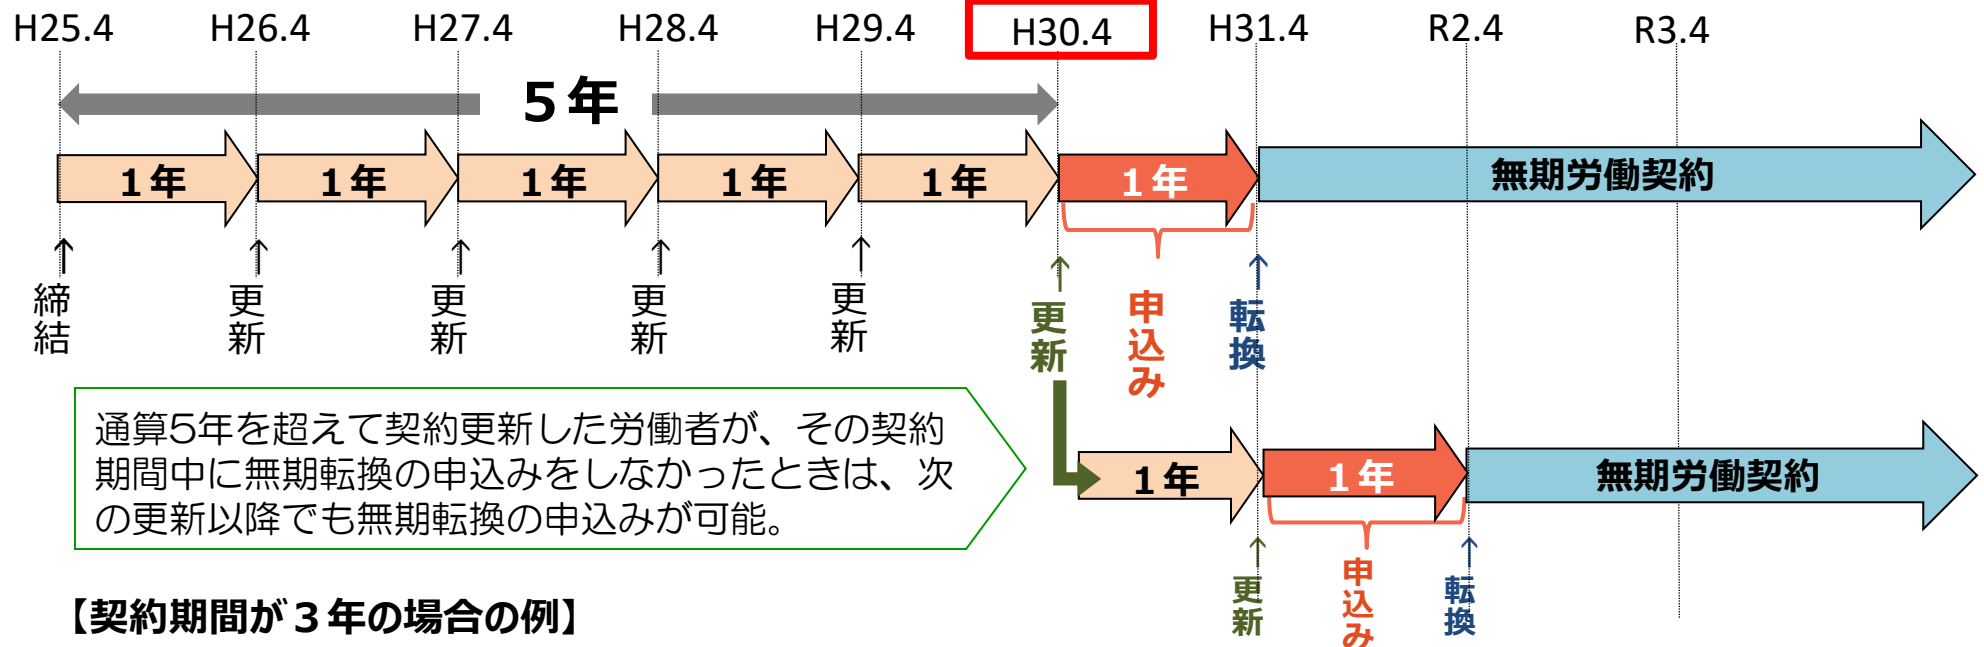 H25.4 H26.4 H27.4 H28.4 H29.4 H30.4 H31.4 R2.4 R3.4
５年
１年 １年 １年 １年 １年 １年 無期労働契約
↑締結 ↑更新 ↑更新 ↑更新 ↑更新 ↑更新 申込み ↑転換
通算5年を超えて契約更新した労働者が、その契約
期間中に無期転換の申込みをしなかったときは、次
の更新以降でも無期転換の申込みが可能。
１年 １年 無期労働契約
↑更新 申込み ↑転換
【契約期間が３年の場合の例】